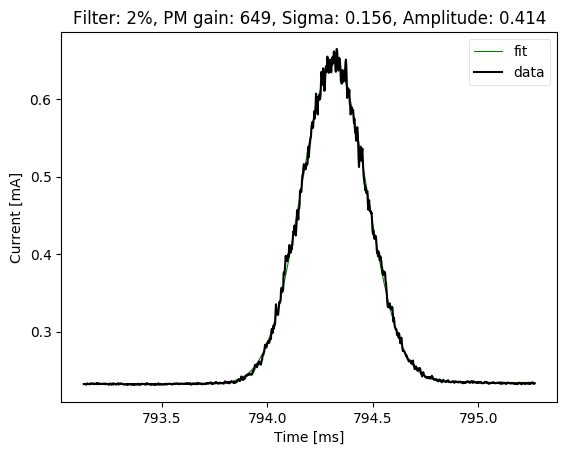 Filter: 2%, PM gain: 649, Sigma: 0.156, Amplitude: 0.414
fit
data
0.6
0.5
0.4
0.3
Current [mA]
793.5 794.0 794.5 795.0
Time [ms]